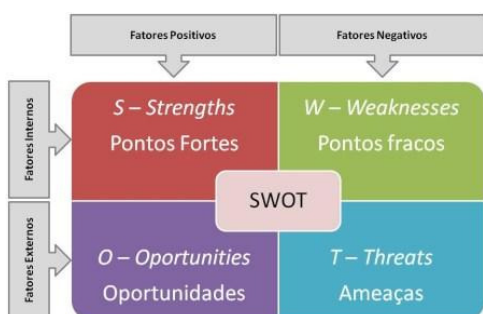 Fatores Positivos
Fatores Negativos
Fatores Internos
S – Strengths
Pontos Fortes
W – Weaknesses
Pontos fracos
SWOT
Fatores Externos
O – Oportunities
Oportunidades
T – Threats
Ameaças